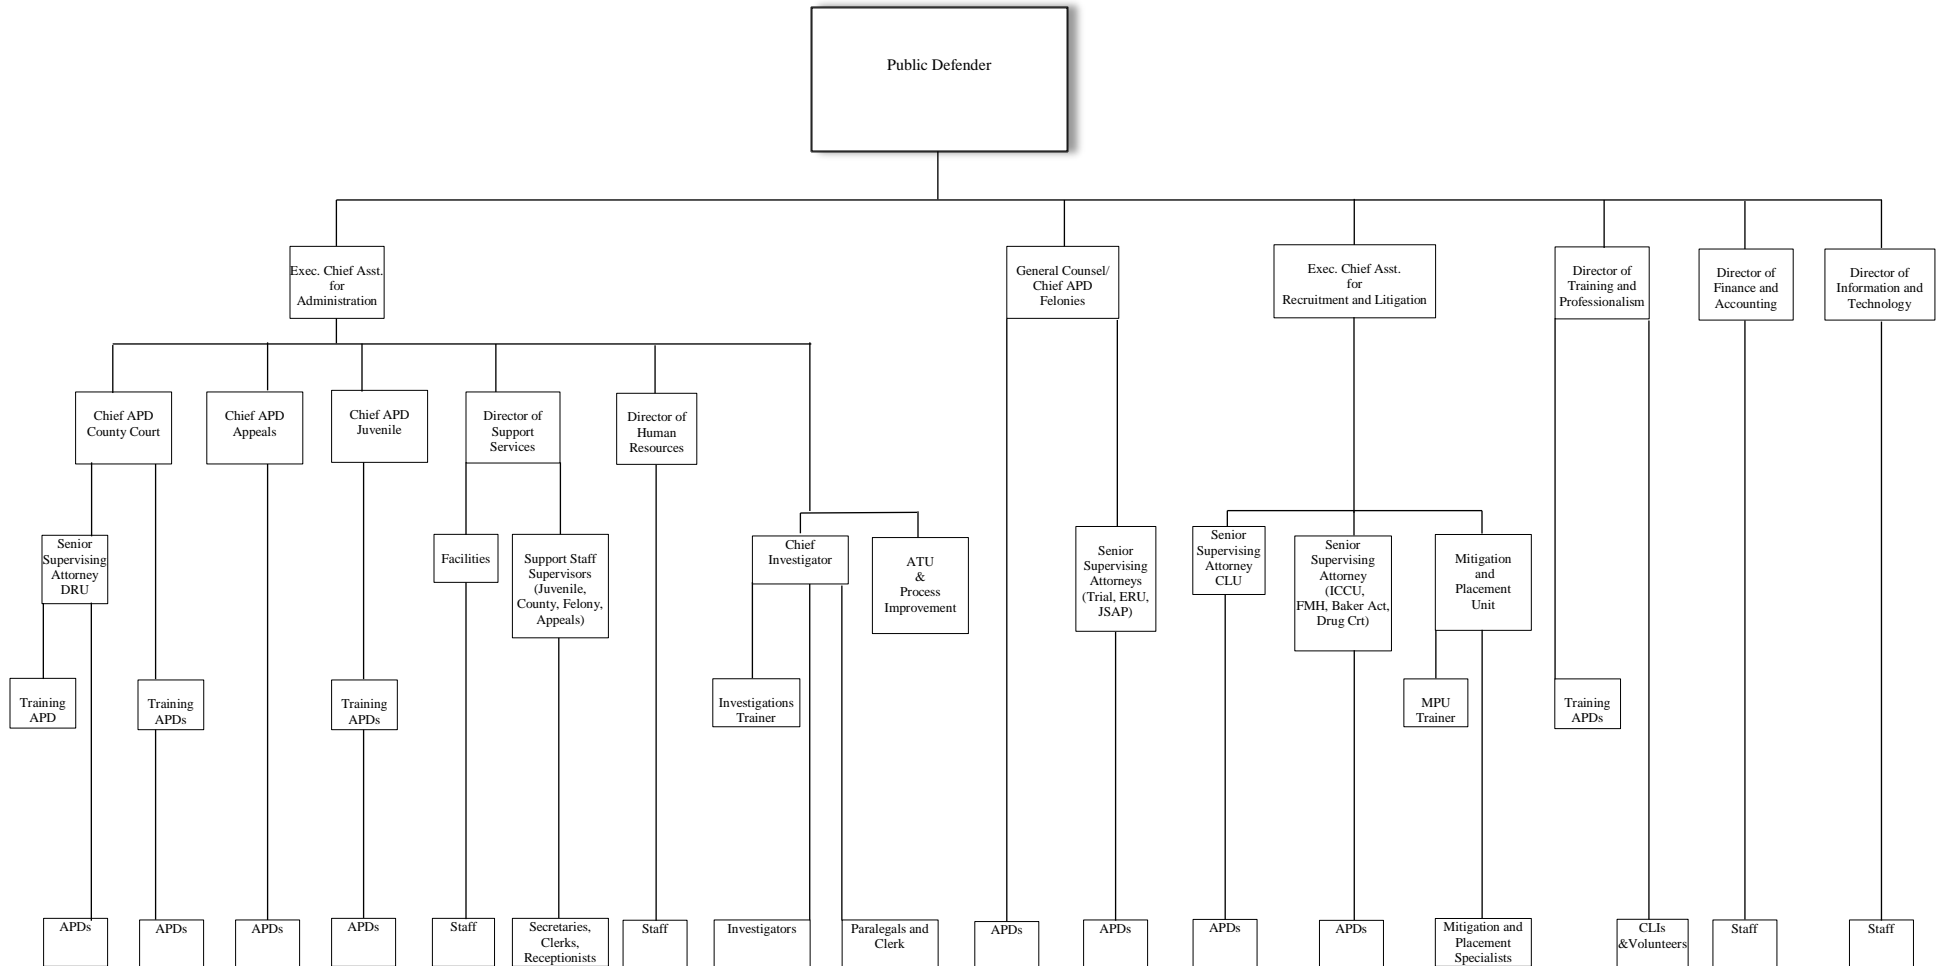 Public Defender
Exec. Chief Asst.
for
Administration
General Counsel/
Chief APD
Felonies
Exec. Chief Asst.
for
Recruitment and Litigation
Director of
Training and
Professionalism
Director of
Finance and
Accounting
Director of
Information and
Technology
Chief APD
County Court
Chief APD
Appeals
Chief APD
Juvenile
Director of
Support
Services
Director of
Human
Resources
Senior
Supervising
Attorney
DRU
Facilities
Support Staff
Supervisors
(Juvenile,
County, Felony,
Appeals)
Chief
Investigator
ATU
&
Process
Improvement
Senior
Supervising
Attorneys
(Trial, ERU,
JSAP)
Senior
Supervising
Attorney
CLU
Senior
Supervising
Attorney
(ICCU,
FMH, Baker Act,
Drug Crt)
Mitigation
and
Placement
Unit
Training
APD
Training
APDs
Training
APDs
Investigations
Trainer
MPU
Trainer
Training
APDs
APDs
APDs
APDs
APDs
Staff
Secretaries,
Clerks,
Receptionists
Staff
Investigators
Paralegals and
Clerk
APDs
APDs
APDs
APDs
Mitigation and
Placement
Specialists
CLIs
&Volunteers
Staff
Staff